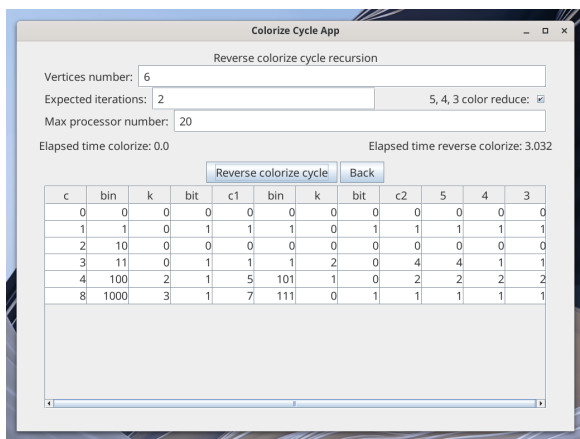 Colorize Cycle App
Reverse colorize cycle recursion
Vertices number: 6
Expected iterations: 2 5, 4, 3 color reduce:
Max processor number: 20
Elapsed time colorize: 0.0 Elapsed time reverse colorize: 3.032
Reverse colorize cycle Back
c bin k bit c1 bin k bit c2 5 4 3
0 0 0 0 0 0 0 0 0 0 0 0
1 1 0 1 1 1 0 1 1 1 1 1
2 10 0 0 0 0 0 0 0 0 0 0
3 11 0 1 1 1 2 0 4 4 1 1
4 100 2 1 5 101 1 0 2 2 2 2
8 1000 3 1 7 111 0 1 1 1 1 1